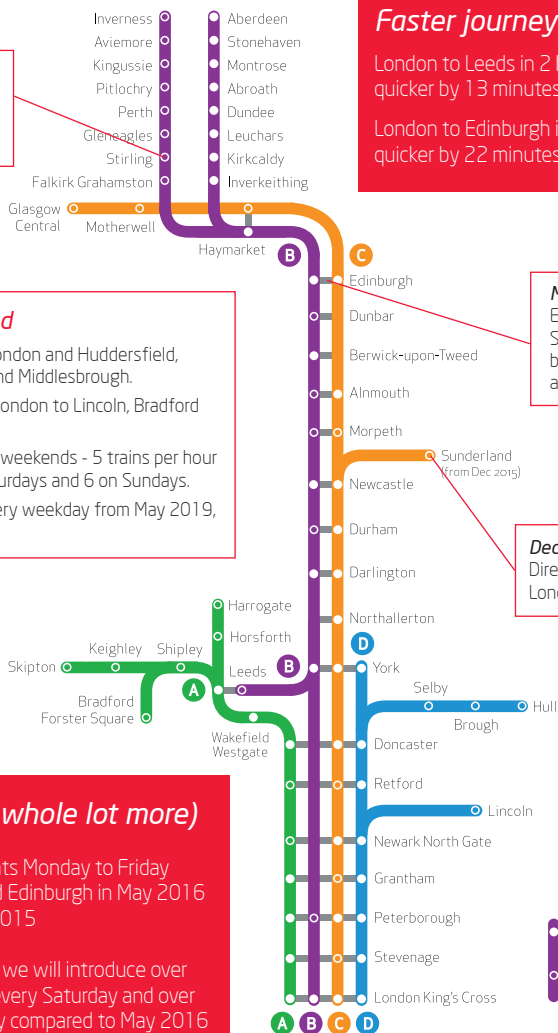 Inverness
Aviemore
Kingussie
Pitlochry
Perth
Gleneagles
Stirling
Falkirk Grahamston
Aberdeen
Stonehaven
Montrose
Abroath
Dundee
Leuchars
Kirkcaldy
Inverkeithing
Faster journey
London to Leeds in 2
quicker by 13 minutes
London to Edinburgh i
quicker by 22 minutes
Glasgow
Central
Motherwell
Haymarket
B
C
Edinburgh
Dunbar
Berwick-upon-Tweed
Alnmouth
Morpeth
Sunderland
(from Dec 2015)
Newcastle
Durham
Darlington
Northallerton
d
ondon and Huddersfield,
nd Middlesbrough.
ondon to Lincoln, Bradford
weekends - 5 trains per hour
urdays and 6 on Sundays.
ery weekday from May 2019,
S
b
a
Dec
Dire
Lon
Harrogate
Horsforth
Leeds
B
D
York
Skipton
Keighley
Shipley
A
Bradford
Forster Square
Wakefield
Westgate
Selby
Brough
Hull
Doncaster
Retford
Lincoln
Newark North Gate
Grantham
Peterborough
Stevenage
London King's Cross
A
B
C
D
whole lot more)
ts Monday to Friday
d Edinburgh in May 2016
2015
we will introduce over
every Saturday and over
y compared to May 2016